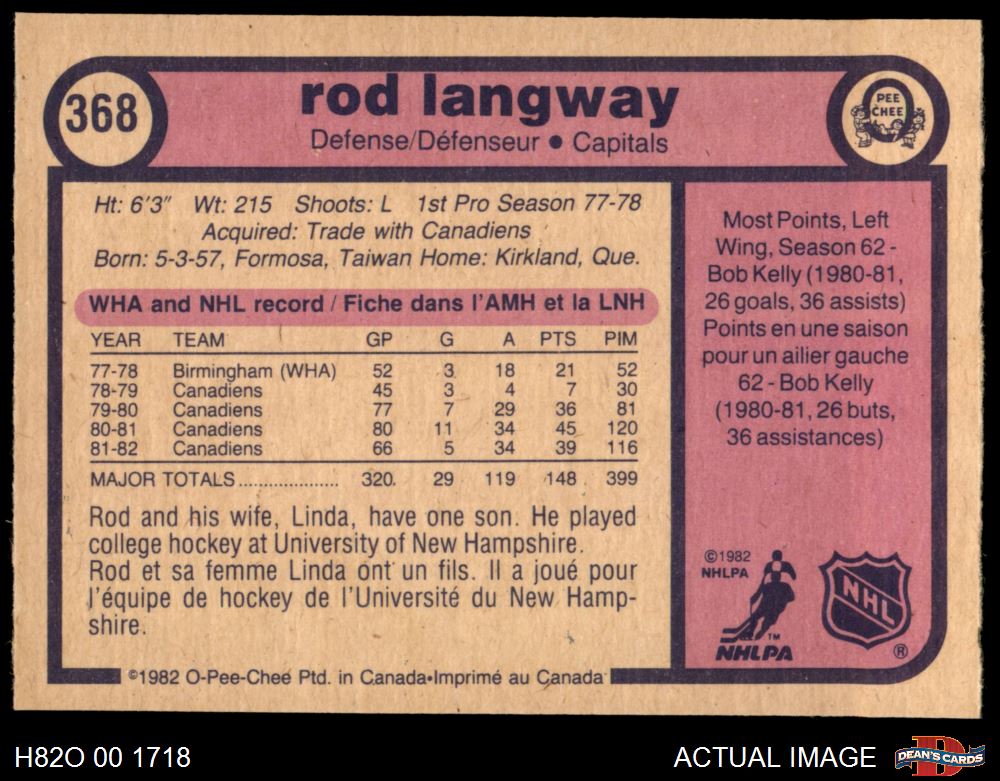 368
rod langway
Defense/Défenseur • Capitals
PEE
CHEE
Ht: 6'3" Wt: 215 Shoots: L 1st Pro Season 77-78
Acquired: Trade with Canadiens
Born: 5-3-57, Formosa, Taiwan Home: Kirkland, Que.
WHA and NHL record / Fiche dans l'AMH et la LNH
YEAR TEAM GP G A PTS PIM
77-78 Birmingham (WHA) 52 3 18 21 52
78-79 Canadiens 45 3 4 7 30
79-80 Canadiens 77 7 29 36 81
80-81 Canadiens 80 11 34 45 120
81-82 Canadiens 66 5 34 39 116
MAJOR TOTALS.................... 320 29 119 148 399
Rod and his wife, Linda, have one son. He played
college hockey at University of New Hampshire.
Rod et sa femme Linda ont un fils. Il a joué pour
l'équipe de hockey de l'Université du New Hamp-
shire.
©1982 O-Pee-Chee Ptd. in Canada•Imprimé au Canada
Most Points, Left
Wing, Season 62 -
Bob Kelly (1980-81,
26 goals, 36 assists)
Points en une saison
pour un ailier gauche
62 - Bob Kelly
(1980-81, 26 buts,
36 assistances)
©1982
NHLPA
TM
NHLPA
NHL
®
H82O 00 1718
ACTUAL IMAGE
D
DEAN'S CARDS